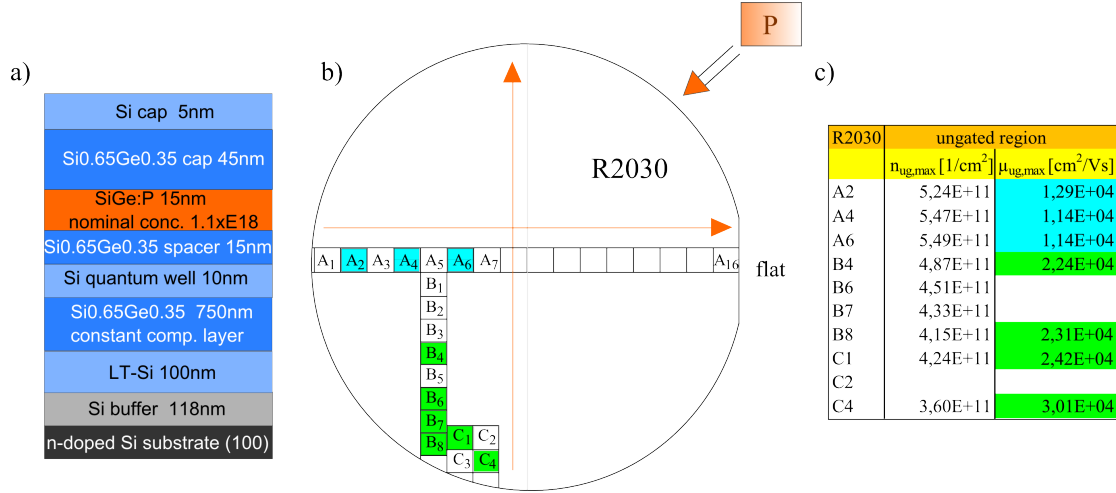 a)
Si cap 5nm
Si0.65Ge0.35 cap 45nm
SiGe:P 15nm
nominal conc. 1.1xE18
Si0.65Ge0.35 spacer 15nm
Si quantum well 10nm
Si0.65Ge0.35 750nm
constant comp. layer
LT-Si 100nm
Si buffer 118nm
n-doped Si substrate (100)
b)
P
R2030
A1 A2 A3 A4 A5 A6 A7 A16
flat
B1
B2
B3
B4
B5
B6
B7
B8 C1 C2
C3 C4
c)
R2030 ungated region
nug,max [1/cm²] μug,max [cm²/Vs]
A2 5,24E+11 1,29E+04
A4 5,47E+11 1,14E+04
A6 5,49E+11 1,14E+04
B4 4,87E+11 2,24E+04
B6 4,51E+11
B7 4,33E+11
B8 4,15E+11 2,31E+04
C1 4,24E+11 2,42E+04
C2
C4 3,60E+11 3,01E+04